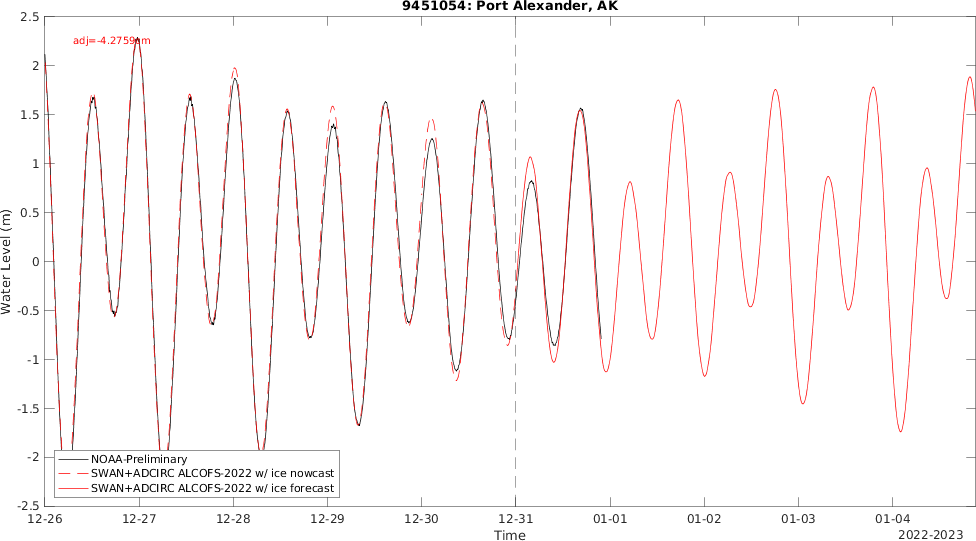 9451054: Port Alexander, AK
2.5
2
1.5
1
0.5
0
-0.5
-1
-1.5
-2
-2.5
Water Level (m)
NOAA-Preliminary
SWAN+ADCIRC ALCOFS-2022 w/ ice nowcast
SWAN+ADCIRC ALCOFS-2022 w/ ice forecast
12-26 12-27 12-28 12-29 12-30 12-31 01-01 01-02 01-03 01-04
Time
2022-2023